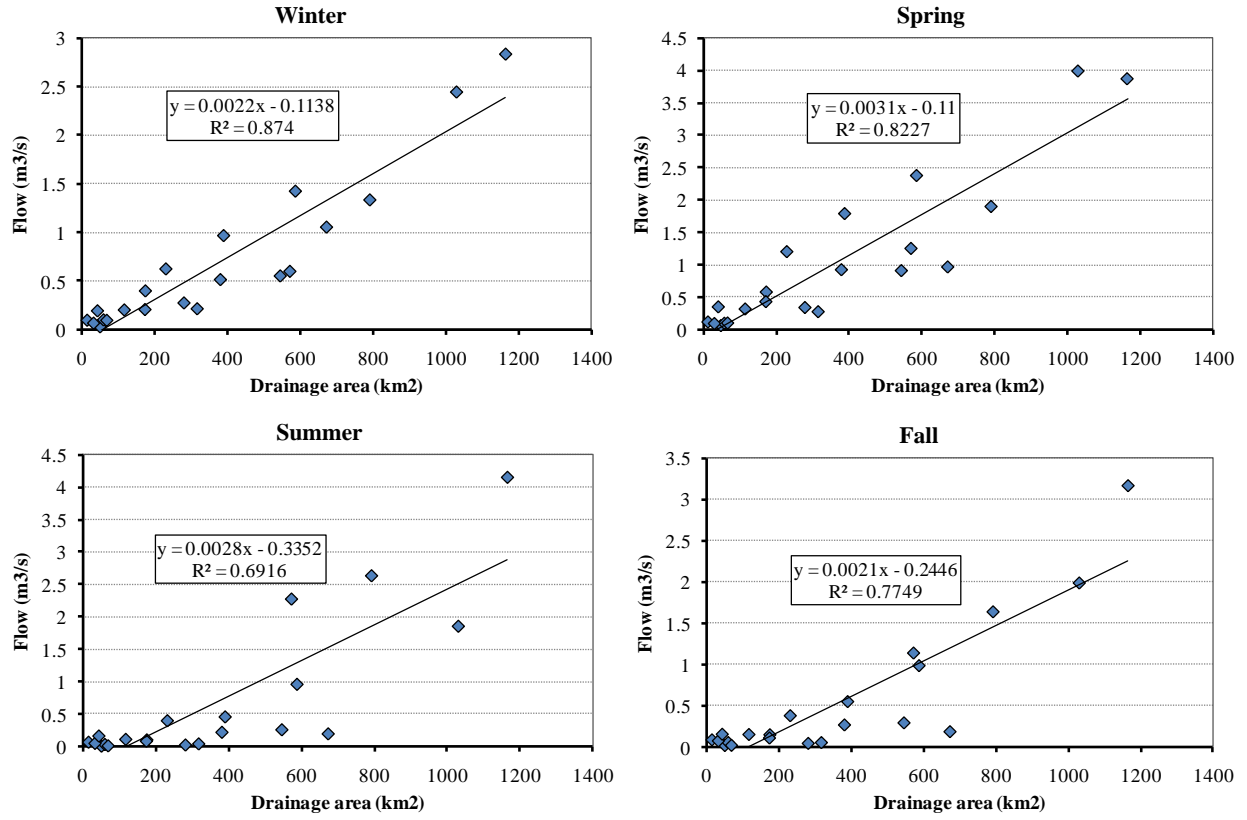 Winter
3
2.5
2
1.5
1
0.5
0
Flow (m3/s)
y = 0.0022x - 0.1138
R² = 0.874
0 200 400 600 800 1000 1200 1400
Drainage area (km2)
Spring
4.5
4
3.5
3
2.5
2
1.5
1
0.5
0
Flow (m3/s)
y = 0.0031x - 0.11
R² = 0.8227
0 200 400 600 800 1000 1200 1400
Drainage area (km2)
Summer
4.5
4
3.5
3
2.5
2
1.5
1
0.5
0
Flow (m3/s)
y = 0.0028x - 0.3352
R² = 0.6916
0 200 400 600 800 1000 1200 1400
Drainage area (km2)
Fall
3.5
3
2.5
2
1.5
1
0.5
0
Flow (m3/s)
y = 0.0021x - 0.2446
R² = 0.7749
0 200 400 600 800 1000 1200 1400
Drainage area (km2)